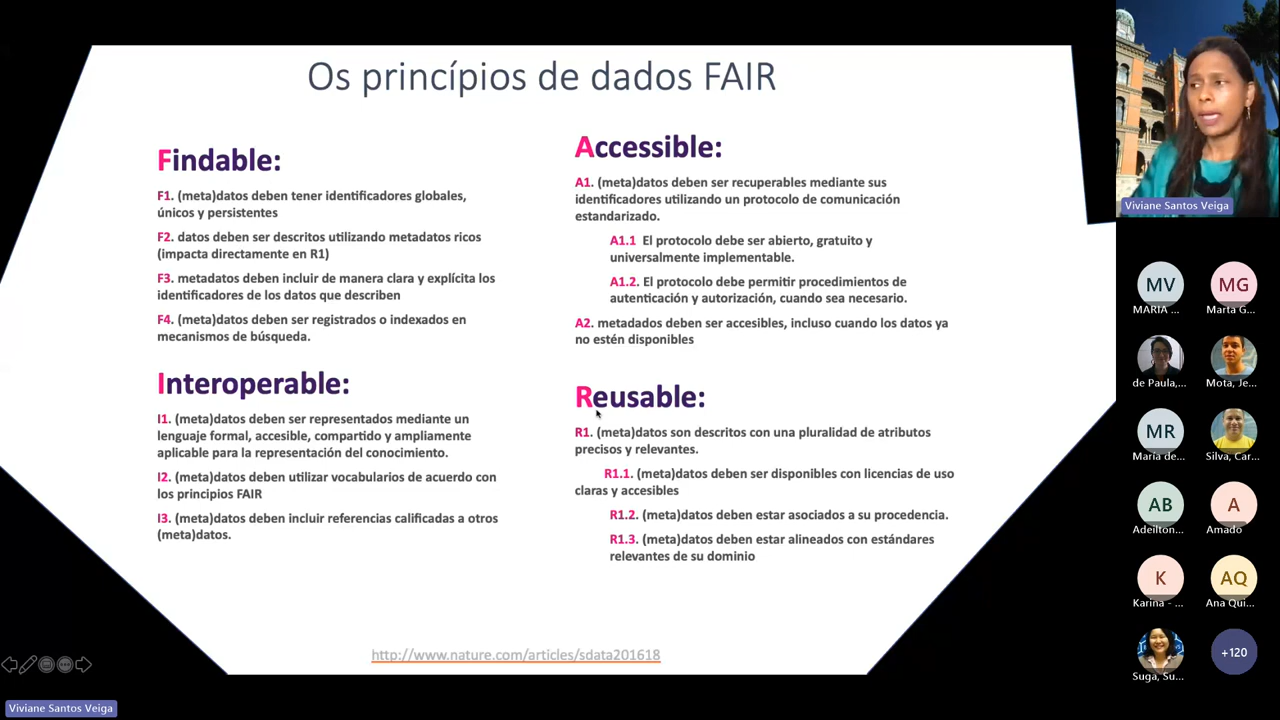 Os princípios de dados FAIR
Findable:
F1. (meta)datos deben tener identificadores globales,
únicos y persistentes
F2. datos deben ser descritos utilizando metadatos ricos
(impacta directamente en R1)
F3. metadatos deben incluir de manera clara y explícita los
identificadores de los datos que describen
F4. (meta)datos deben ser registrados o indexados en
mecanismos de búsqueda.
Interoperable:
I1. (meta)datos deben ser representados mediante un
lenguaje formal, accesible, compartido y ampliamente
aplicable para la representación del conocimiento.
I2. (meta)datos deben utilizar vocabularios de acuerdo con
los principios FAIR
I3. (meta)datos deben incluir referencias calificadas a otros
(meta)datos.
Accessible:
A1. (meta)datos deben ser recuperables mediante sus
identificadores utilizando un protocolo de comunicación
estandarizado.
A1.1 El protocolo debe ser abierto, gratuito y
universalmente implementable.
A1.2. El protocolo debe permitir procedimientos de
autenticación y autorización, cuando sea necesario.
A2. metadados deben ser accesibles, incluso cuando los datos ya
no estén disponibles
Reusable:
R1. (meta)datos son descritos con una pluralidad de atributos
precisos y relevantes.
R1.1. (meta)datos deben ser disponibles con licencias de uso
claras y accesibles
R1.2. (meta)datos deben estar asociados a su procedencia.
R1.3. (meta)datos deben estar alineados con estándares
relevantes de su dominio
http://www.nature.com/articles/sdata201618
Viviane Santos Veiga
Viviane Santos Veiga
MV
MARIA ...
MG
Marta G...
de Paula,...
Mota, Je...
MR
Maria de...
Silva, Car...
AB
Adeilton...
A
Amado
K
Karina - ...
AQ
Ana Qui...
Suga, Su...
+120